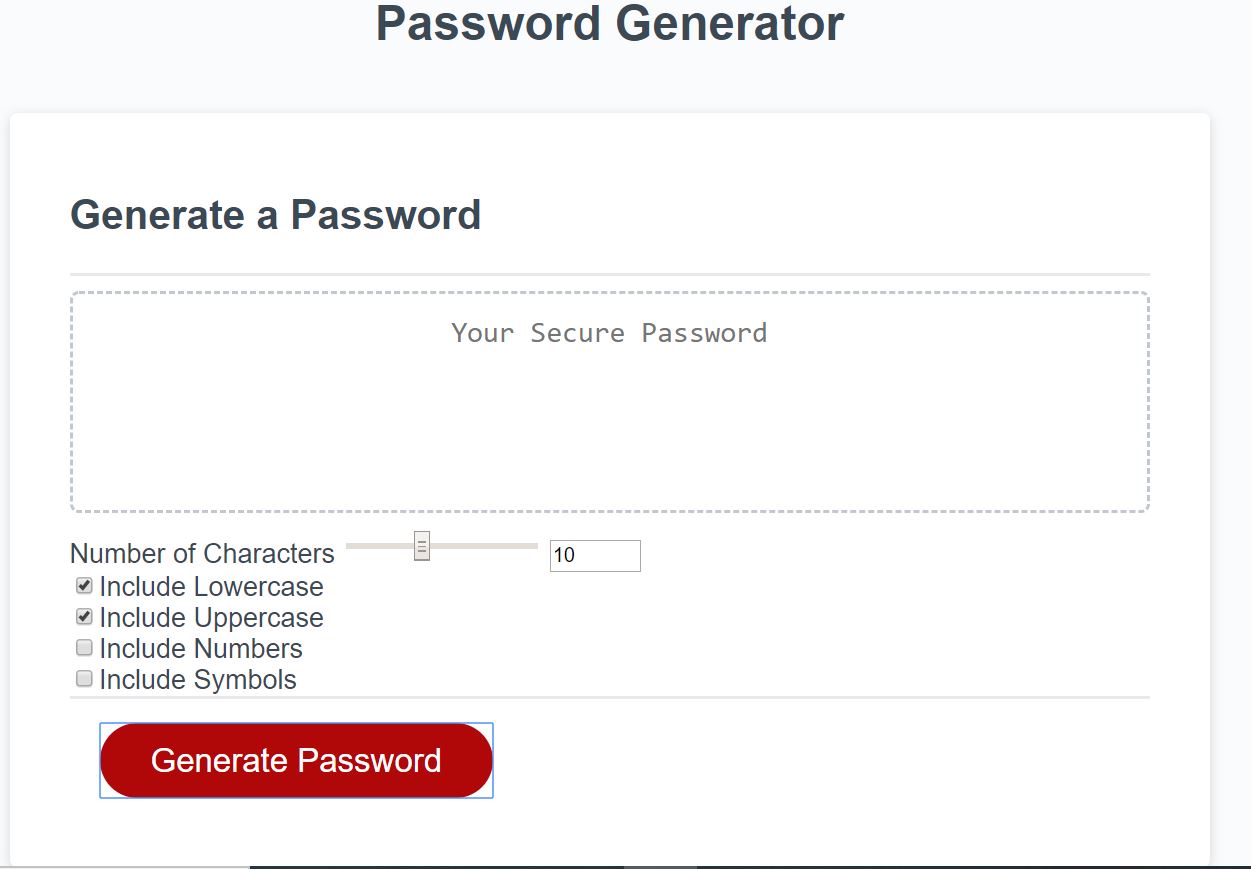 Password Generator
Generate a Password
Your Secure Password
Number of Characters 10
Include Lowercase
Include Uppercase
Include Numbers
Include Symbols
Generate Password